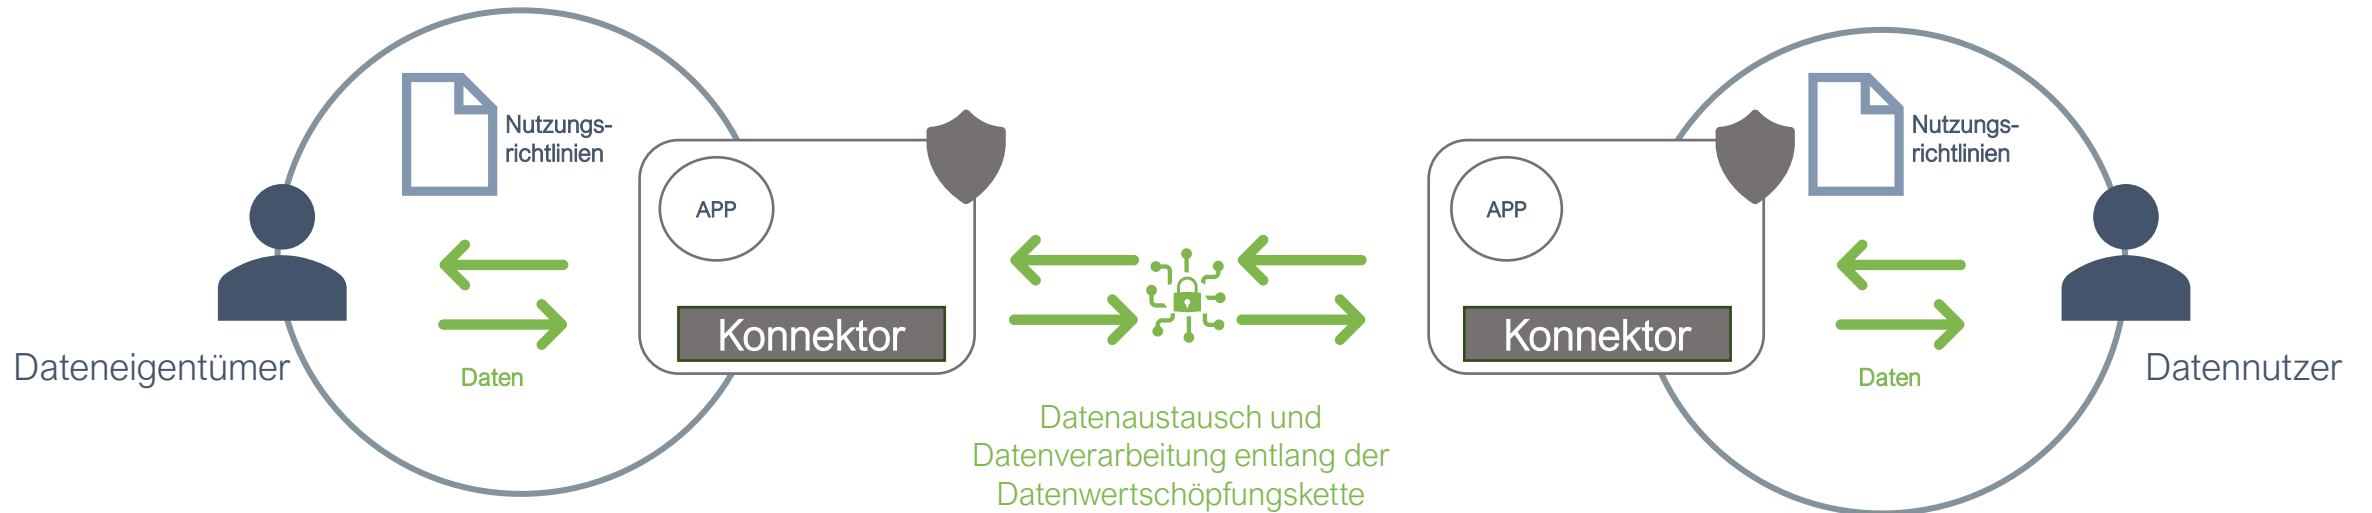 Nutzungs-
richtlinien
APP
Konnektor
Dateneigentümer
Daten
Datenaustausch und
Datenverarbeitung entlang der
Datenwertschöpfungskette
APP
Konnektor
Nutzungs-
richtlinien
Daten
Datennutzer